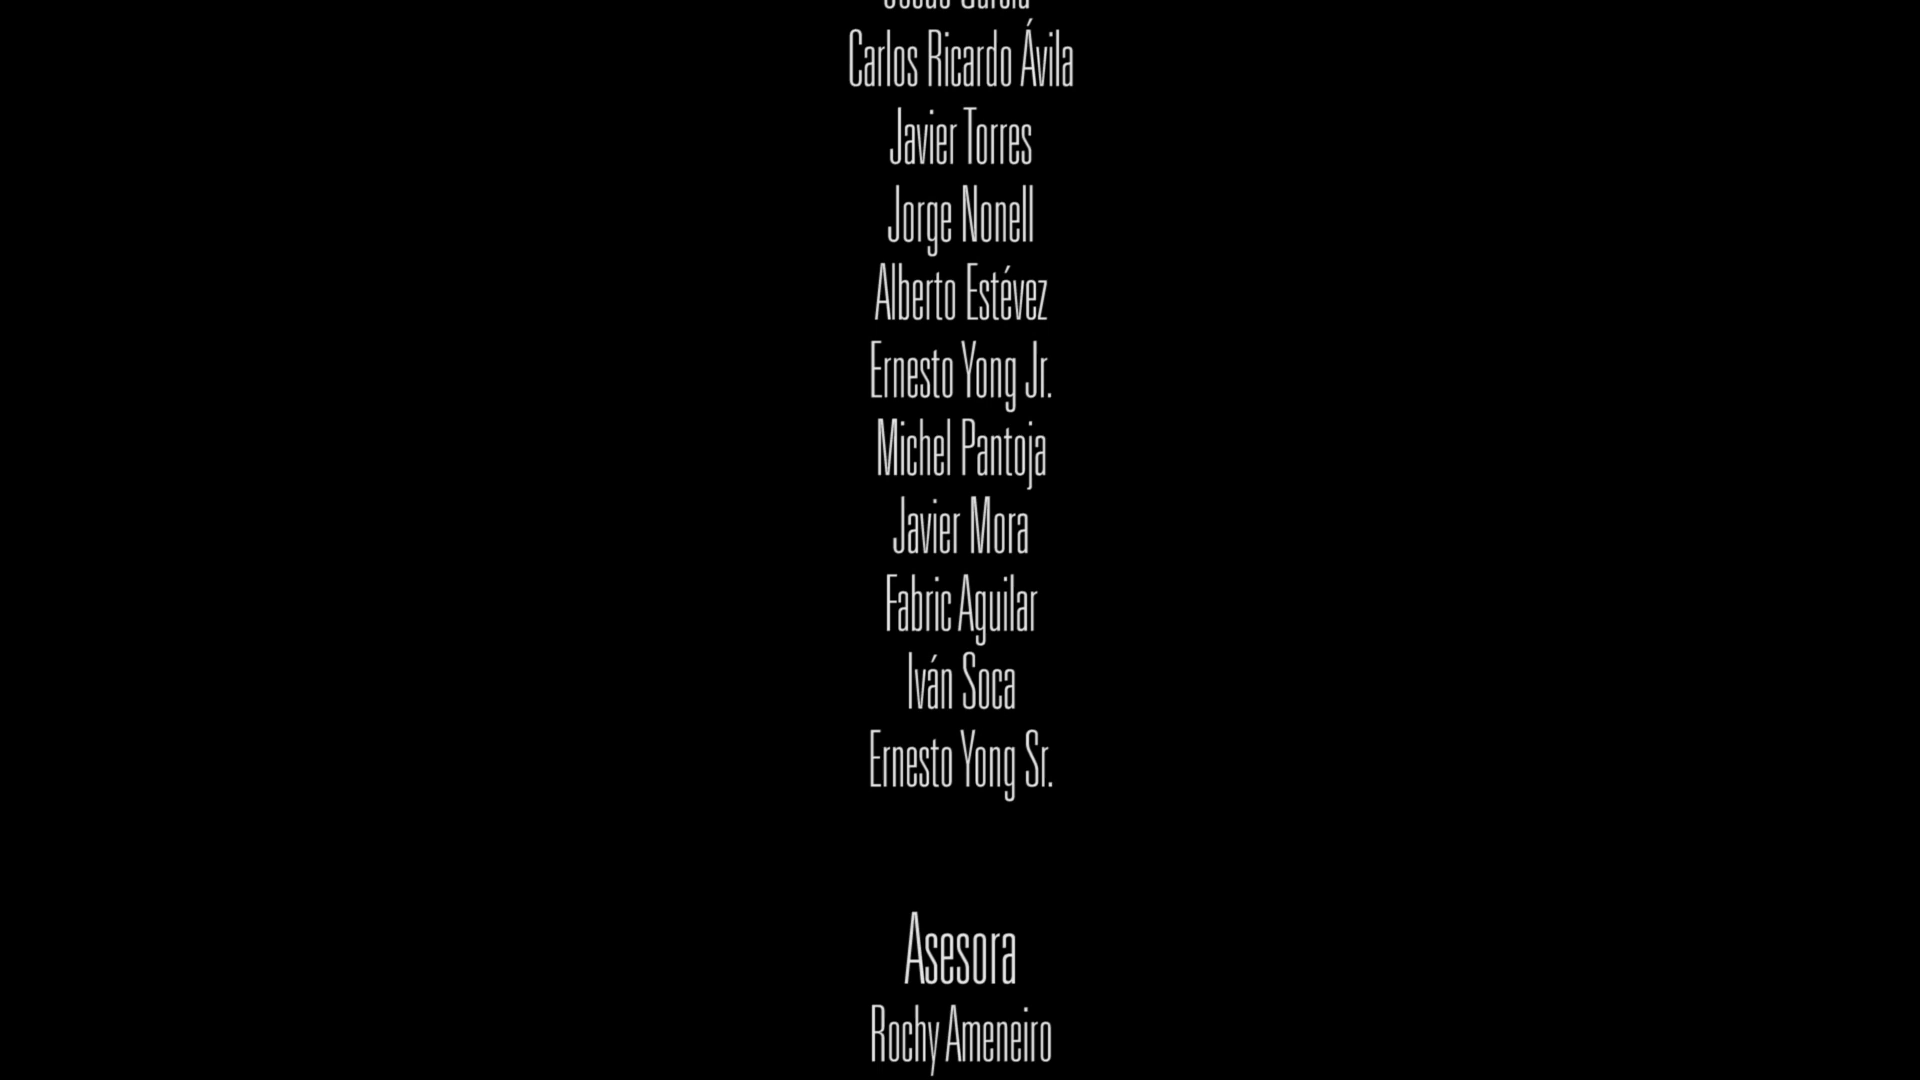 Carlos Ricardo Ávila
Javier Torres
Jorge Nonell
Alberto Estévez
Ernesto Yong Jr.
Michel Pantoja
Javier Mora
Fabric Aguilar
Iván Soca
Ernesto Yong Sr.
Asesora
Rochy Ameneiro